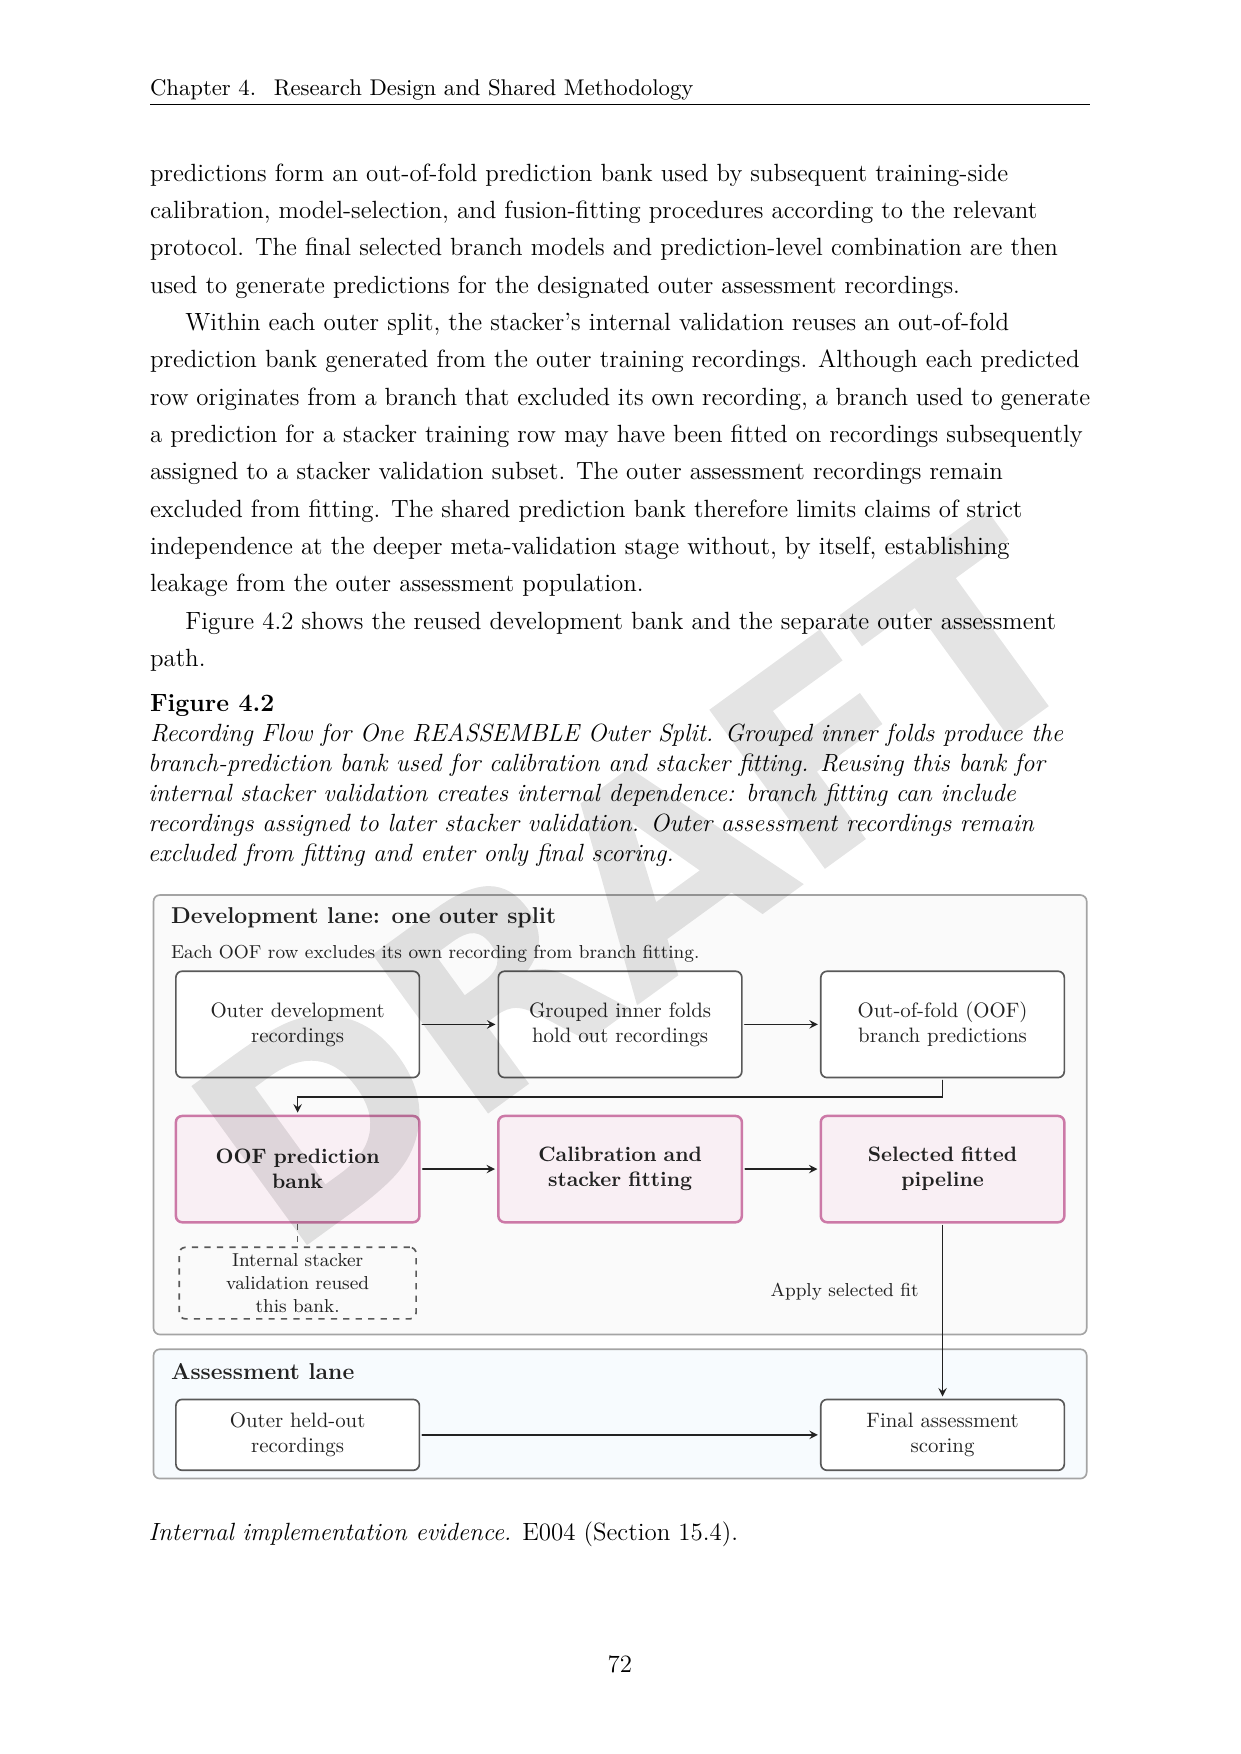 Chapter 4. Research Design and Shared Methodology
predictions form an out-of-fold prediction bank used by subsequent training-side
calibration, model-selection, and fusion-fitting procedures according to the relevant
protocol. The final selected branch models and prediction-level combination are then
used to generate predictions for the designated outer assessment recordings.
Within each outer split, the stacker's internal validation reuses an out-of-fold
prediction bank generated from the outer training recordings. Although each predicted
row originates from a branch that excluded its own recording, a branch used to generate
a prediction for a stacker training row may have been fitted on recordings subsequently
assigned to a stacker validation subset. The outer assessment recordings remain
excluded from fitting. The shared prediction bank therefore limits claims of strict
independence at the deeper meta-validation stage without, by itself, establishing
leakage from the outer assessment population.
Figure 4.2 shows the reused development bank and the separate outer assessment
path.
Figure 4.2
Recording Flow for One REASSEMBLE Outer Split. Grouped inner folds produce the
branch-prediction bank used for calibration and stacker fitting. Reusing this bank for
internal stacker validation creates internal dependence: branch fitting can include
recordings assigned to later stacker validation. Outer assessment recordings remain
excluded from fitting and enter only final scoring.
DRAFT
Development lane: one outer split
Each OOF row excludes its own recording from branch fitting.
Outer development
recordings
Grouped inner folds
hold out recordings
Out-of-fold (OOF)
branch predictions
OOF prediction
bank
Calibration and
stacker fitting
Selected fitted
pipeline
Internal stacker
validation reused
this bank.
Apply selected fit
Assessment lane
Outer held-out
recordings
Final assessment
scoring
Internal implementation evidence. E004 (Section 15.4).
72